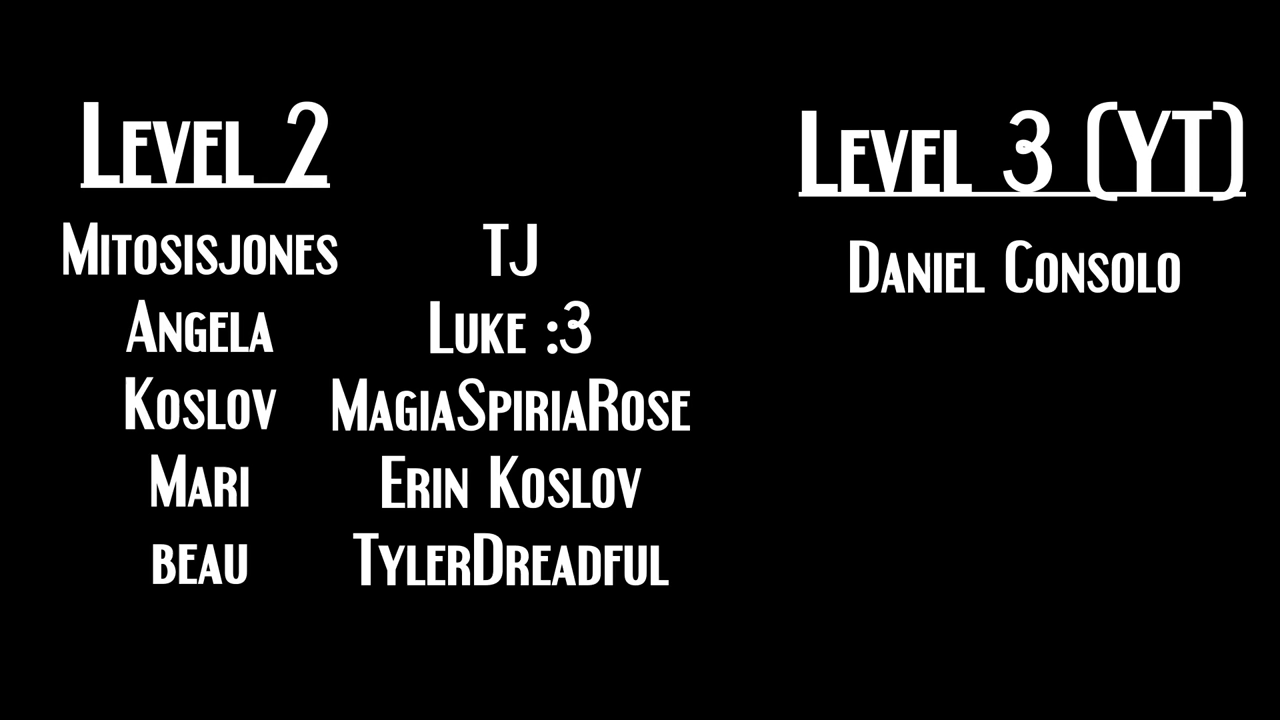 Level 2
Mitosisjones
Angela
Koslov
Mari
beau
TJ
Luke :3
MagiaSpiriaRose
Erin Koslov
TylerDreadful
Level 3 (YT)
Daniel Consolo